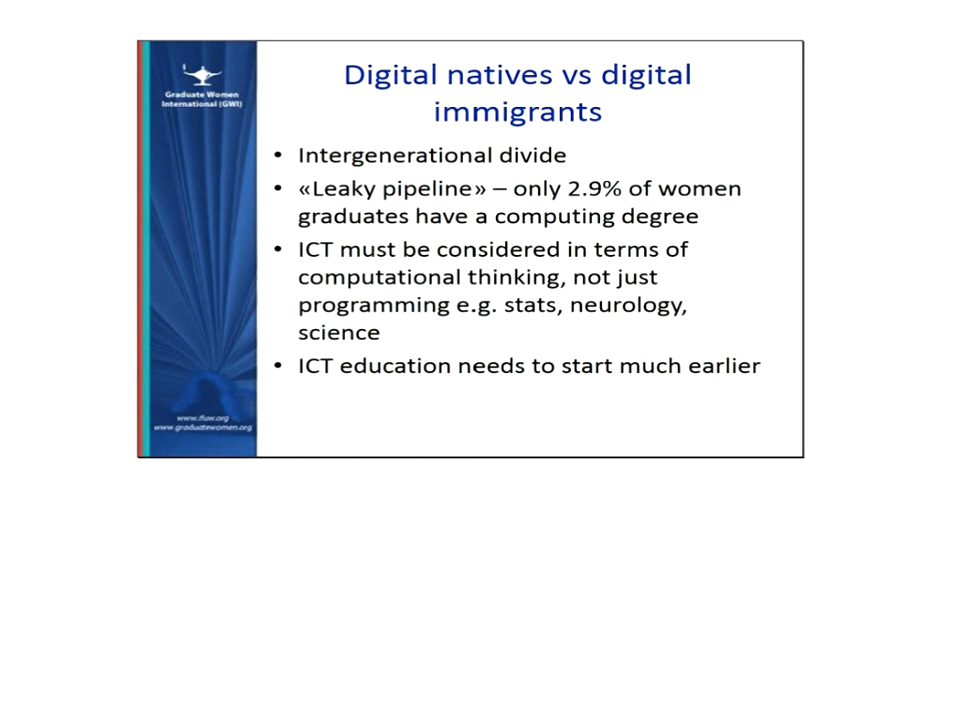 Graduate Women
International (GWI)
Digital natives vs digital
immigrants
• Intergenerational divide
• «Leaky pipeline» – only 2.9% of women
graduates have a computing degree
• ICT must be considered in terms of
computational thinking, not just
programming e.g. stats, neurology,
science
• ICT education needs to start much earlier
www.ifuw.org
www.graduatewomen.org